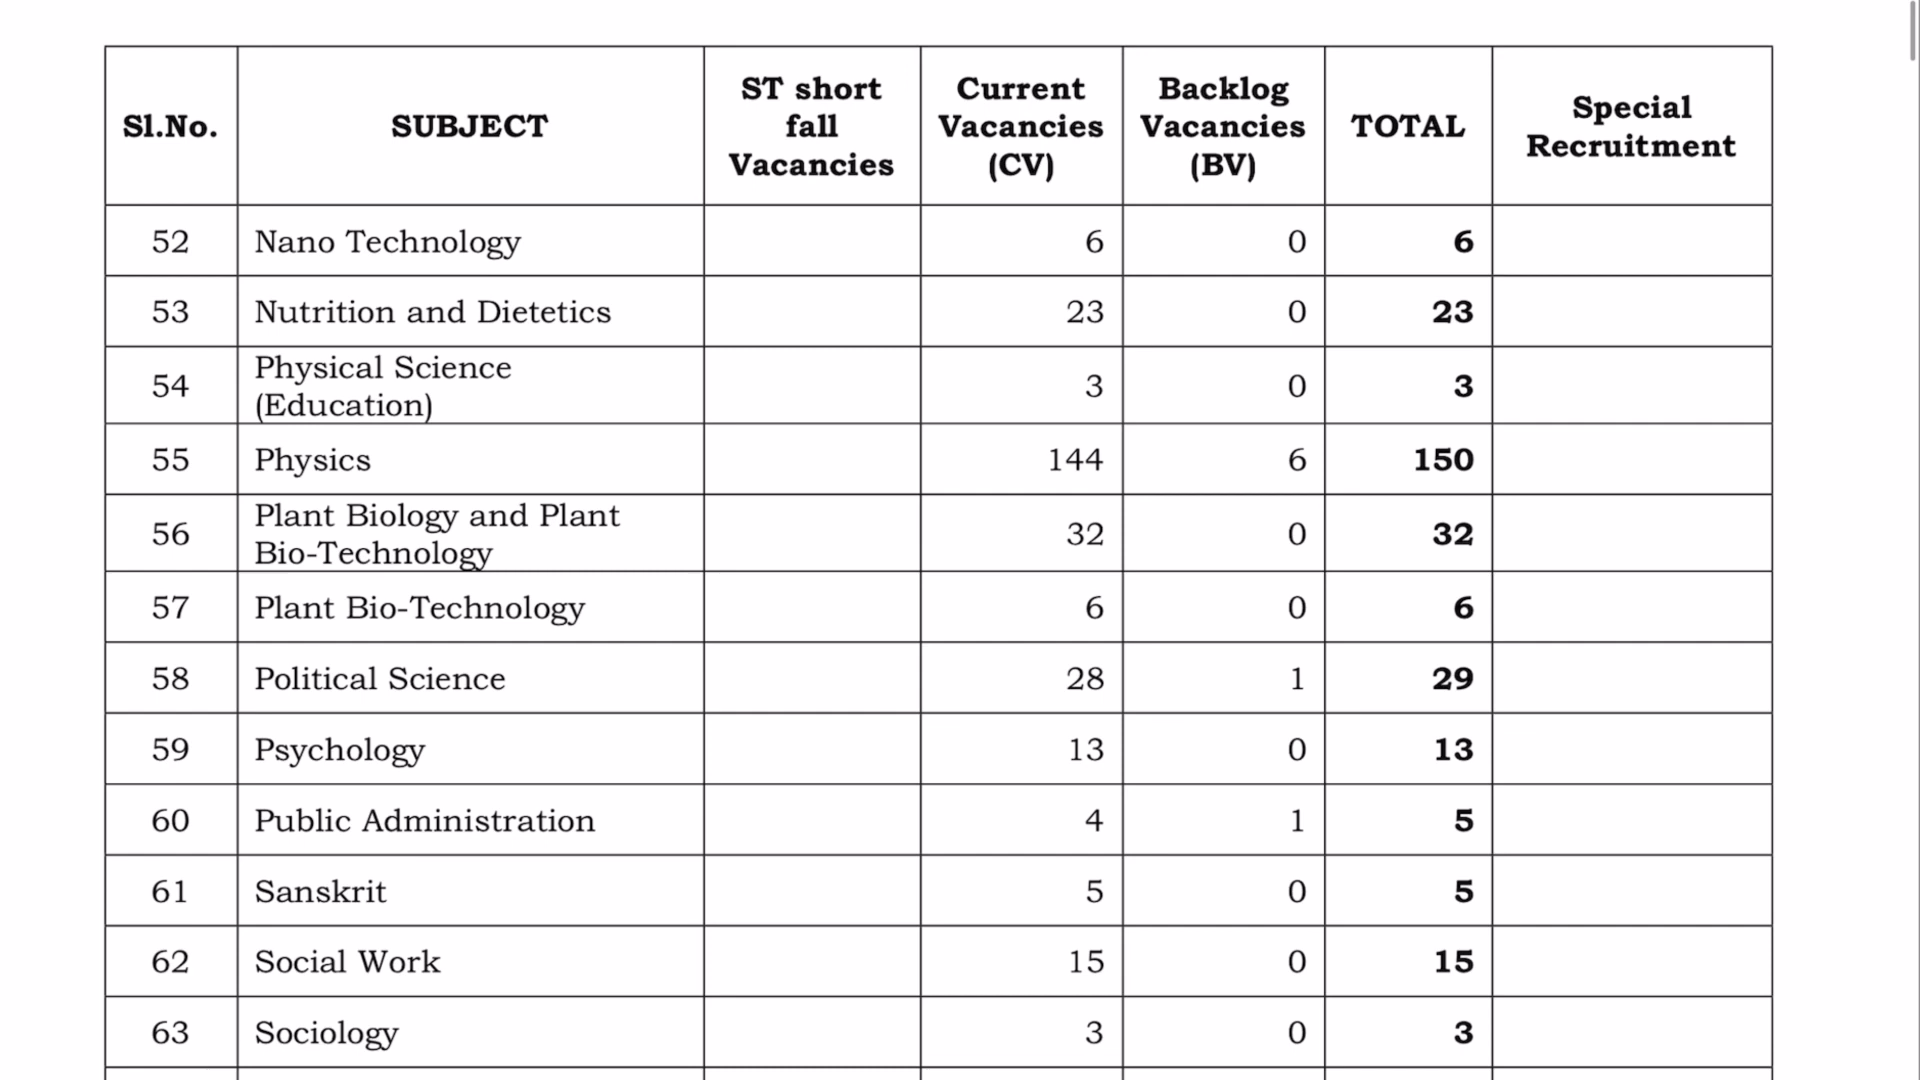 Sl.No. SUBJECT ST short fall Vacancies Current Vacancies (CV) Backlog Vacancies (BV) TOTAL Special Recruitment
52 Nano Technology 6 0 6
53 Nutrition and Dietetics 23 0 23
54 Physical Science (Education) 3 0 3
55 Physics 144 6 150
56 Plant Biology and Plant Bio-Technology 32 0 32
57 Plant Bio-Technology 6 0 6
58 Political Science 28 1 29
59 Psychology 13 0 13
60 Public Administration 4 1 5
61 Sanskrit 5 0 5
62 Social Work 15 0 15
63 Sociology 3 0 3